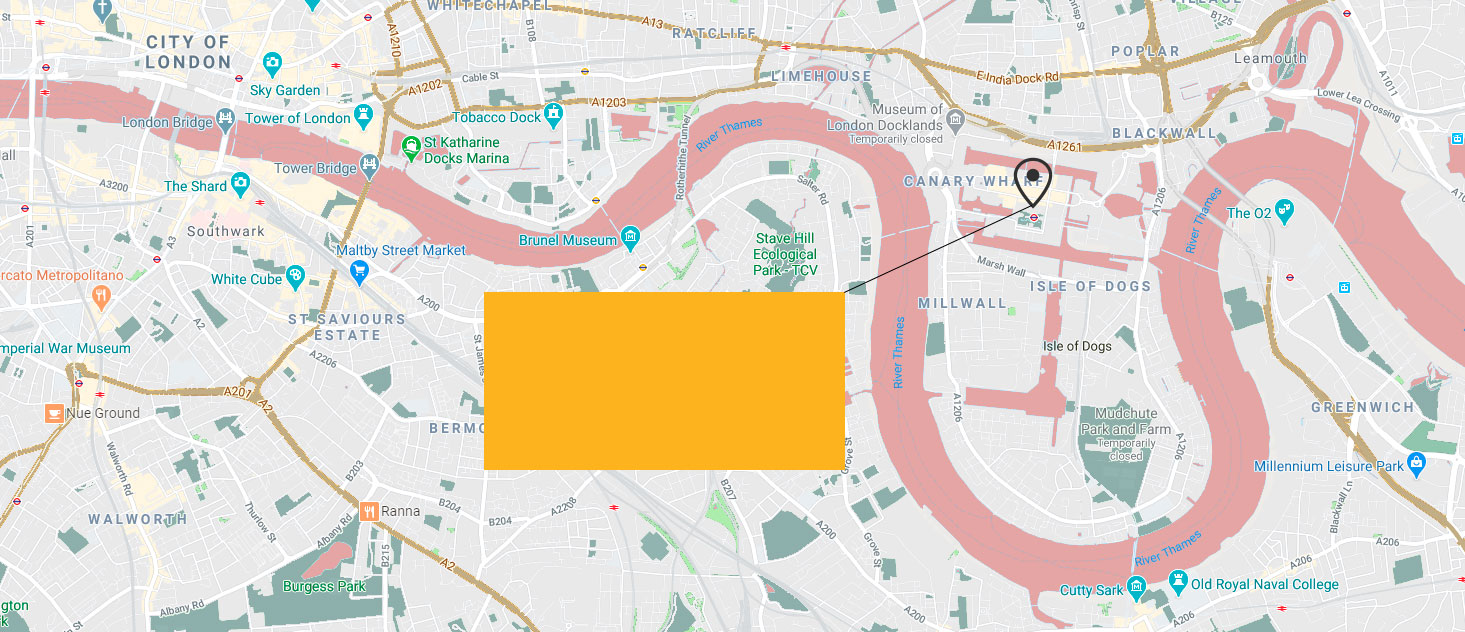 WHITECHAPEL
VILLAGE
St
A13
B125
crisp St
RATCLIFF
A1210
B108
CITY OF
LONDON
POPLAR
Leamouth
LIMEHOUSE
E India Dock Rd
A1011
Sky Garden
Cable St
A1202
A1203
Lower Lea Crossing
London Bridge
Tower of London
Tobacco Dock
River Thames
Museum of
London Docklands
Temporarily closed
BLACKWALL
A1261
St Katharine
Docks Marina
Rotherhithe Tunnel
Hall
Tower Bridge
A3200
The Shard
Salter Rd
CANARY WHARF
A1206
River Thames
The O2
A201
A3
Southwark
Maltby Street Market
Brunel Museum
Stave Hill
Ecological
Park - TCV
Marsh Wall
ISLE OF DOGS
rcato Metropolitano
White Cube
A200
MILLWALL
A2
ST SAVIOURS
ESTATE
River Thames
mperial War Museum
A2206
St James
Isle of Dogs
A201
A2
A1206
Nue Ground
BERMO
Mudchute
Park and Farm
Temporarily
closed
GREENWICH
Grove St
A1206
Walworth Rd
B203
Millennium Leisure Park
WALWORTH
Thurlow St
Albany Rd
Ranna
B204
B204
A2208
B207
A200
Blackwall Ln
B215
A2
Grove St
River Thames
A206
A206
Burgess Park
Cutty Sark
Old Royal Naval College
ngton
k
Albany Rd
A200
A206